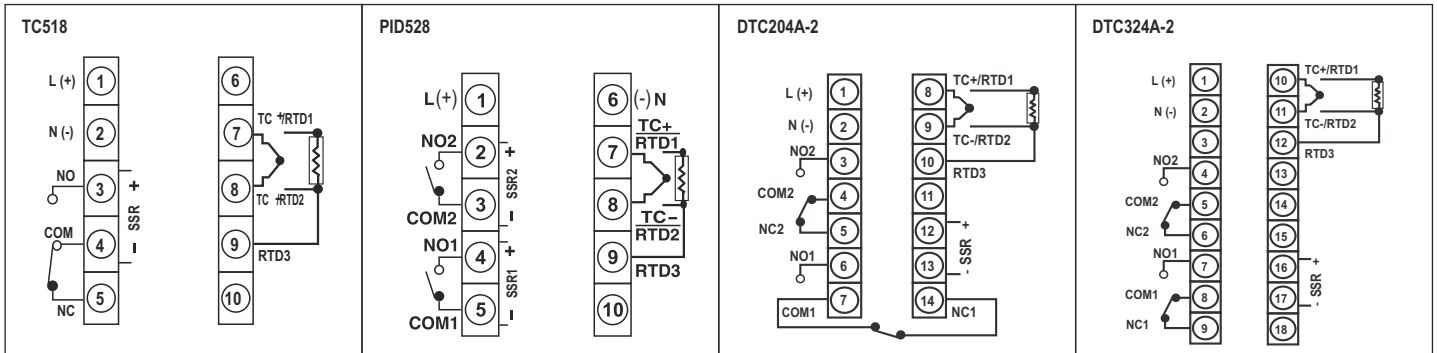 TC518
L (+) 1
N (-) 2
NO 3 +
SSR
COM 4 -
NC 5
6
TC +/RTD1
7
8
TC +RTD2
9
RTD3
10
PID528
L(+) 1
NO2 2 +
SSR2
3 -
COM2
NO1 4 +
SSR1
5 -
COM1
6 (-) N
TC+
RTD1
7
8
TC-
RTD2
9
RTD3
10
DTC204A-2
L (+) 1
N (-) 2
NO2 3
COM2 4
NC2 5
NO1 6
7
COM1
TC+/RTD1
8
9
TC-/RTD2
10
RTD3
11
12 +
SSR
13 -
14
NC1
DTC324A-2
L (+) 1
N (-) 2
3
NO2 4
COM2 5
NC2 6
NO1 7
COM1 8
NC1 9
TC+/RTD1
10
11
TC-/RTD2
12
RTD3
13
14
15
16 +
SSR
17 -
18